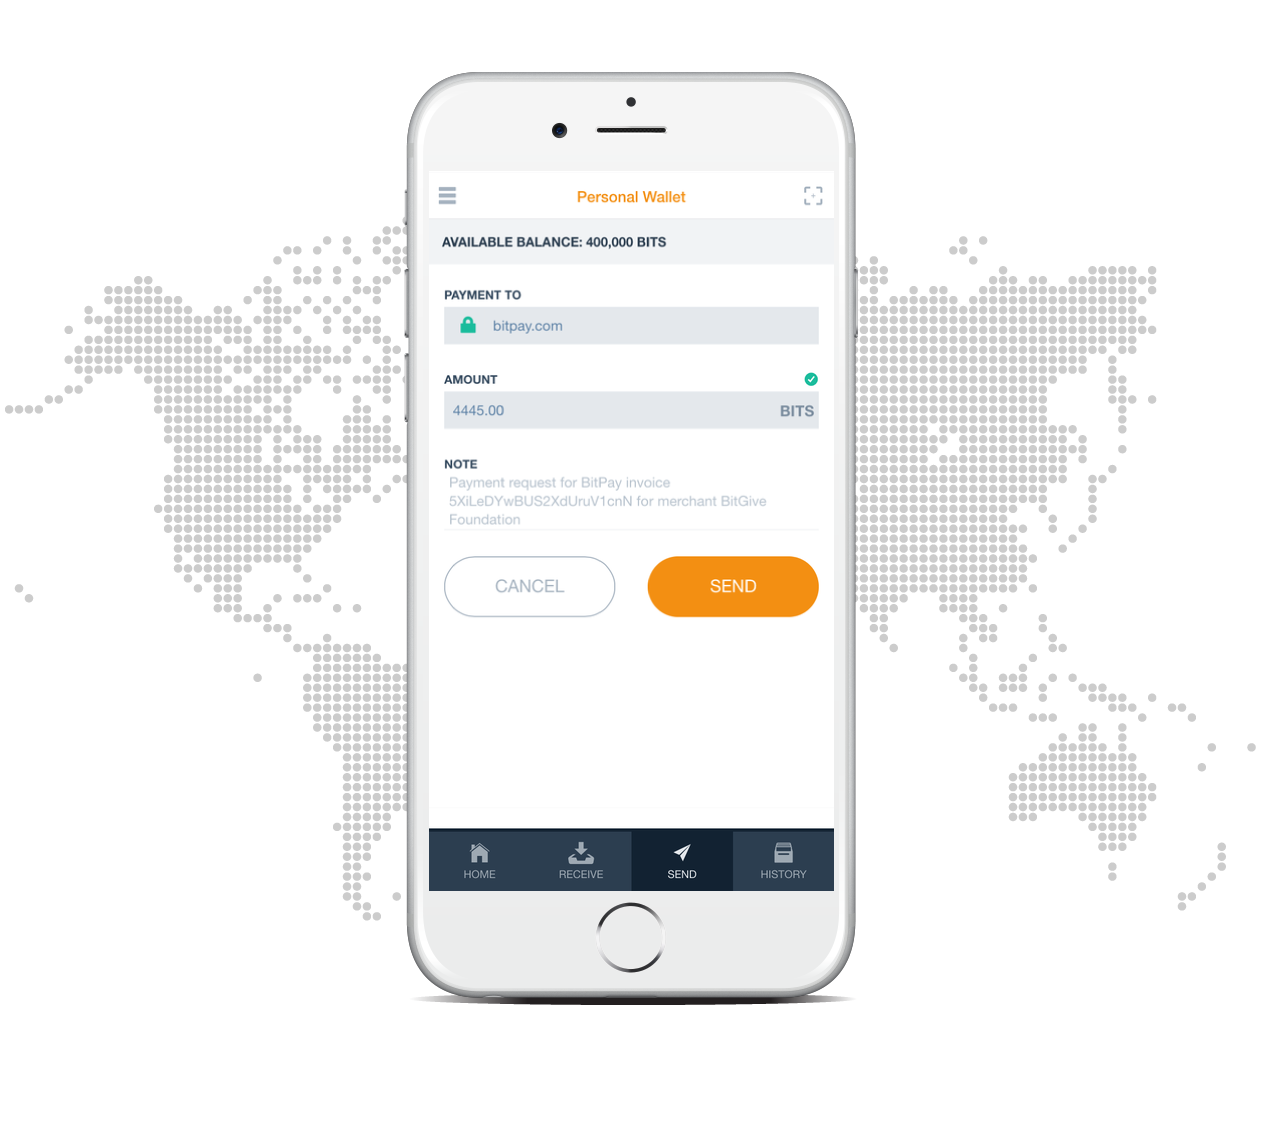 Personal Wallet
AVAILABLE BALANCE: 400,000 BITS
PAYMENT TO
bitpay.com
AMOUNT
4445.00 BITS
NOTE
Payment request for BitPay invoice
5XiLeDYwBUS2XdUruV1cnN for merchant BitGive
Foundation
CANCEL SEND
HOME RECEIVE SEND HISTORY